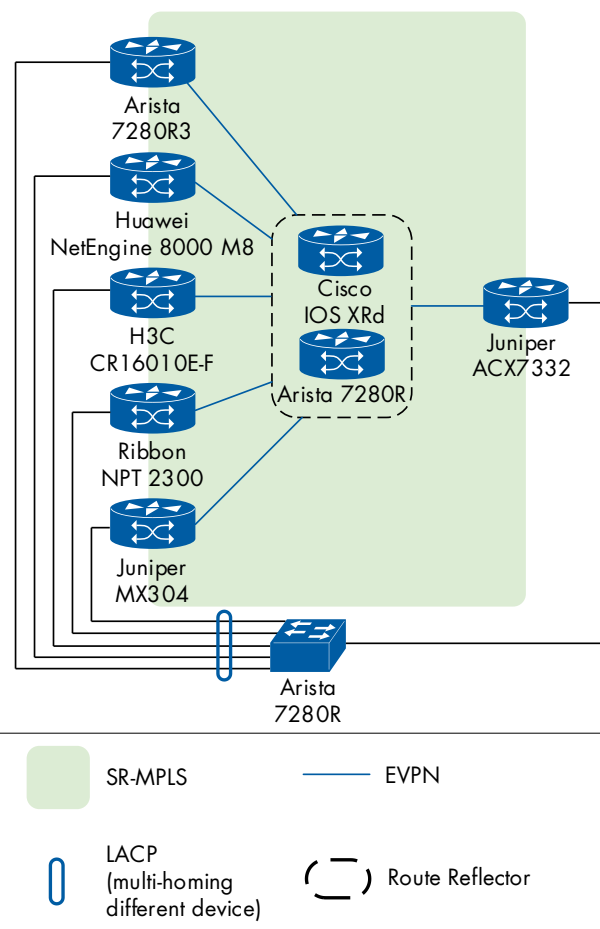 Arista
7280R3
Huawei
NetEngine 8000 M8
H3C
CR16010E-F
Ribbon
NPT 2300
Juniper
MX304
Cisco
IOS XRd
Arista 7280R
Juniper
ACX7332
Arista
7280R
SR-MPLS
EVPN
LACP
(multi-homing
different device)
Route Reflector